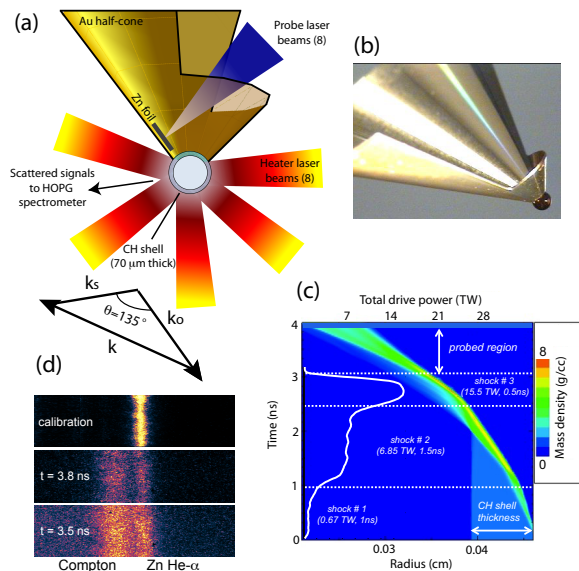 (a)
Au half-cone
Probe laser
beams (8)
Zn foil
Scattered signals
to HOPG
spectrometer
Heater laser
beams (8)
CH shell
(70 μm thick)
ks
θ=135°
ko
k
(b)
(c)
Total drive power (TW)
7 14 21 28
4
3
2
1
0
Time (ns)
probed region
shock # 3
(15.5 TW, 0.5ns)
shock # 2
(6.85 TW, 1.5ns)
shock # 1
(0.67 TW, 1ns)
CH shell
thickness
0.03 0.04
Radius (cm)
8
0
Mass density (g/cc)
(d)
calibration
t = 3.8 ns
t = 3.5 ns
Compton Zn He-α